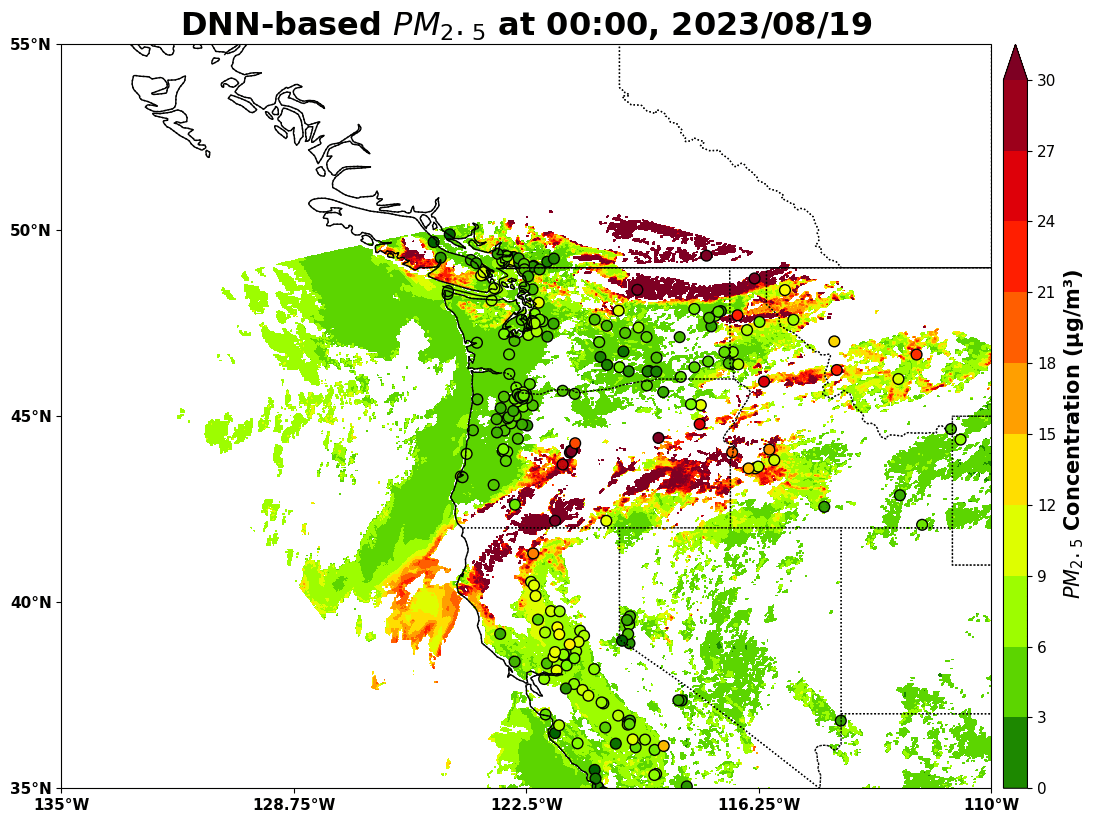 DNN-based PM2.5 at 00:00, 2023/08/19
55°N
50°N
45°N
40°N
35°N
135°W
128.75°W
122.5°W
116.25°W
110°W
30
27
24
21
18
15
12
9
6
3
0
PM2.5 Concentration (µg/m³)